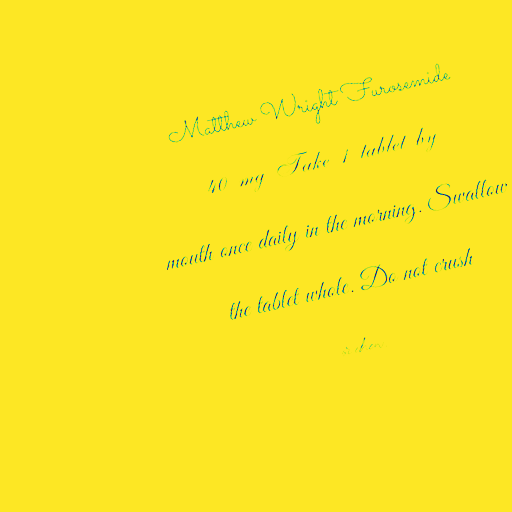 Matthew Wright Furosemide
40 mg Take 1 tablet by
mouth once daily in the morning. Swallow
the tablet whole. Do not crush